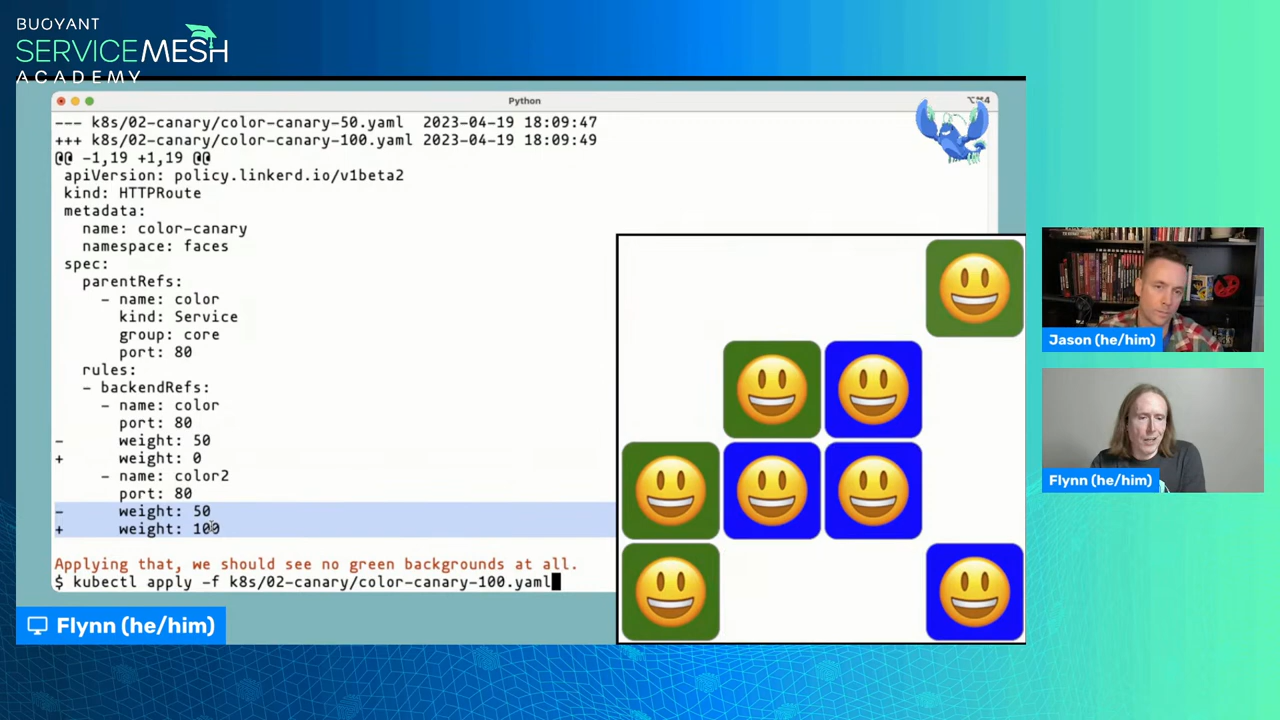 BUOYANT
SERVICEMESH
ACADEMY
Python
⌥⌘4
--- k8s/02-canary/color-canary-50.yaml  2023-04-19 18:09:47
+++ k8s/02-canary/color-canary-100.yaml 2023-04-19 18:09:49
@@ -1,19 +1,19 @@
 apiVersion: policy.linkerd.io/v1beta2
 kind: HTTPRoute
 metadata:
   name: color-canary
   namespace: faces
 spec:
   parentRefs:
     - name: color
       kind: Service
       group: core
       port: 80
   rules:
   - backendRefs:
     - name: color
       port: 80
-      weight: 50
+      weight: 0
     - name: color2
       port: 80
-      weight: 50
+      weight: 100
Applying that, we should see no green backgrounds at all.
$ kubectl apply -f k8s/02-canary/color-canary-100.yaml
Flynn (he/him)
Jason (he/him)
Flynn (he/him)